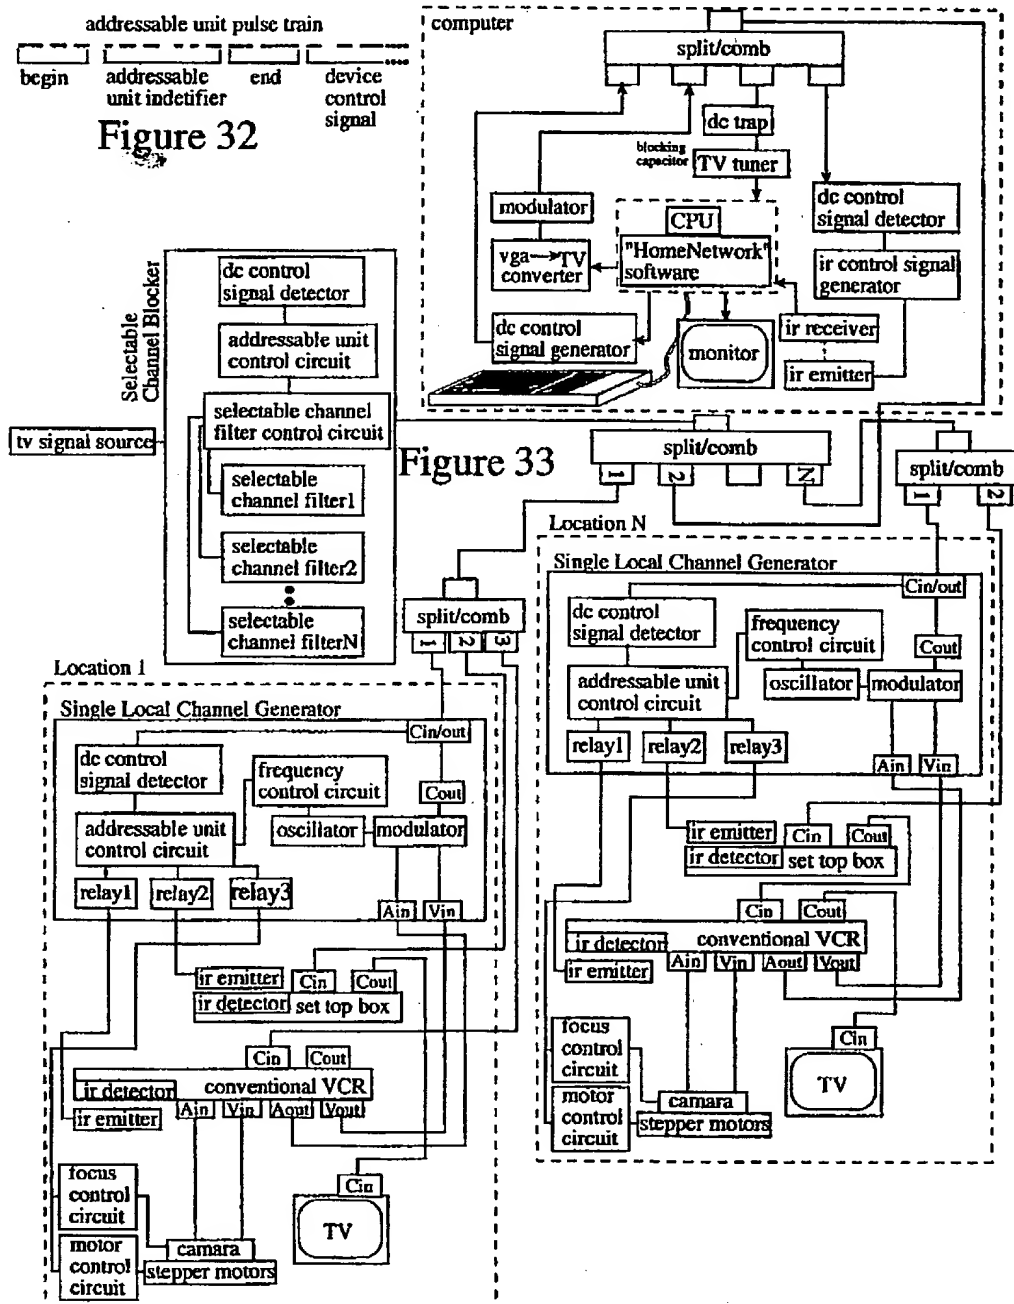 addressable unit pulse train
begin
addressable
unit indetifier
end
device
control
signal
Figure 32
computer
split/comb
dc trap
blocking
capacitor
TV tuner
modulator
CPU
"HomeNetwork"
software
vga→TV
converter
dc control
signal detector
ir control signal
generator
ir receiver
ir emitter
dc control
signal generator
monitor
Selectable
Channel Blocker
dc control
signal detector
addressable unit
control circuit
selectable channel
filter control circuit
selectable
channel filter1
selectable
channel filter2
selectable
channel filterN
tv signal source
Figure 33
split/comb
1
2
N
split/comb
1
2
split/comb
1
2
3
Location 1
Single Local Channel Generator
Cin/out
dc control
signal detector
frequency
control circuit
Cout
addressable unit
control circuit
oscillator
modulator
relay1
relay2
relay3
Ain
Vin
ir emitter
Cin
Cout
ir detector
set top box
Cin
Cout
ir detector
conventional VCR
ir emitter
Ain
Vin
Aout
Vout
focus
control
circuit
motor
control
circuit
camara
stepper motors
Cin
TV
Location N
Single Local Channel Generator
Cin/out
dc control
signal detector
frequency
control circuit
Cout
addressable unit
control circuit
oscillator
modulator
relay1
relay2
relay3
Ain
Vin
ir emitter
Cin
Cout
ir detector
set top box
Cin
Cout
ir detector
conventional VCR
ir emitter
Ain
Vin
Aout
Vout
focus
control
circuit
motor
control
circuit
camara
stepper motors
Cin
TV